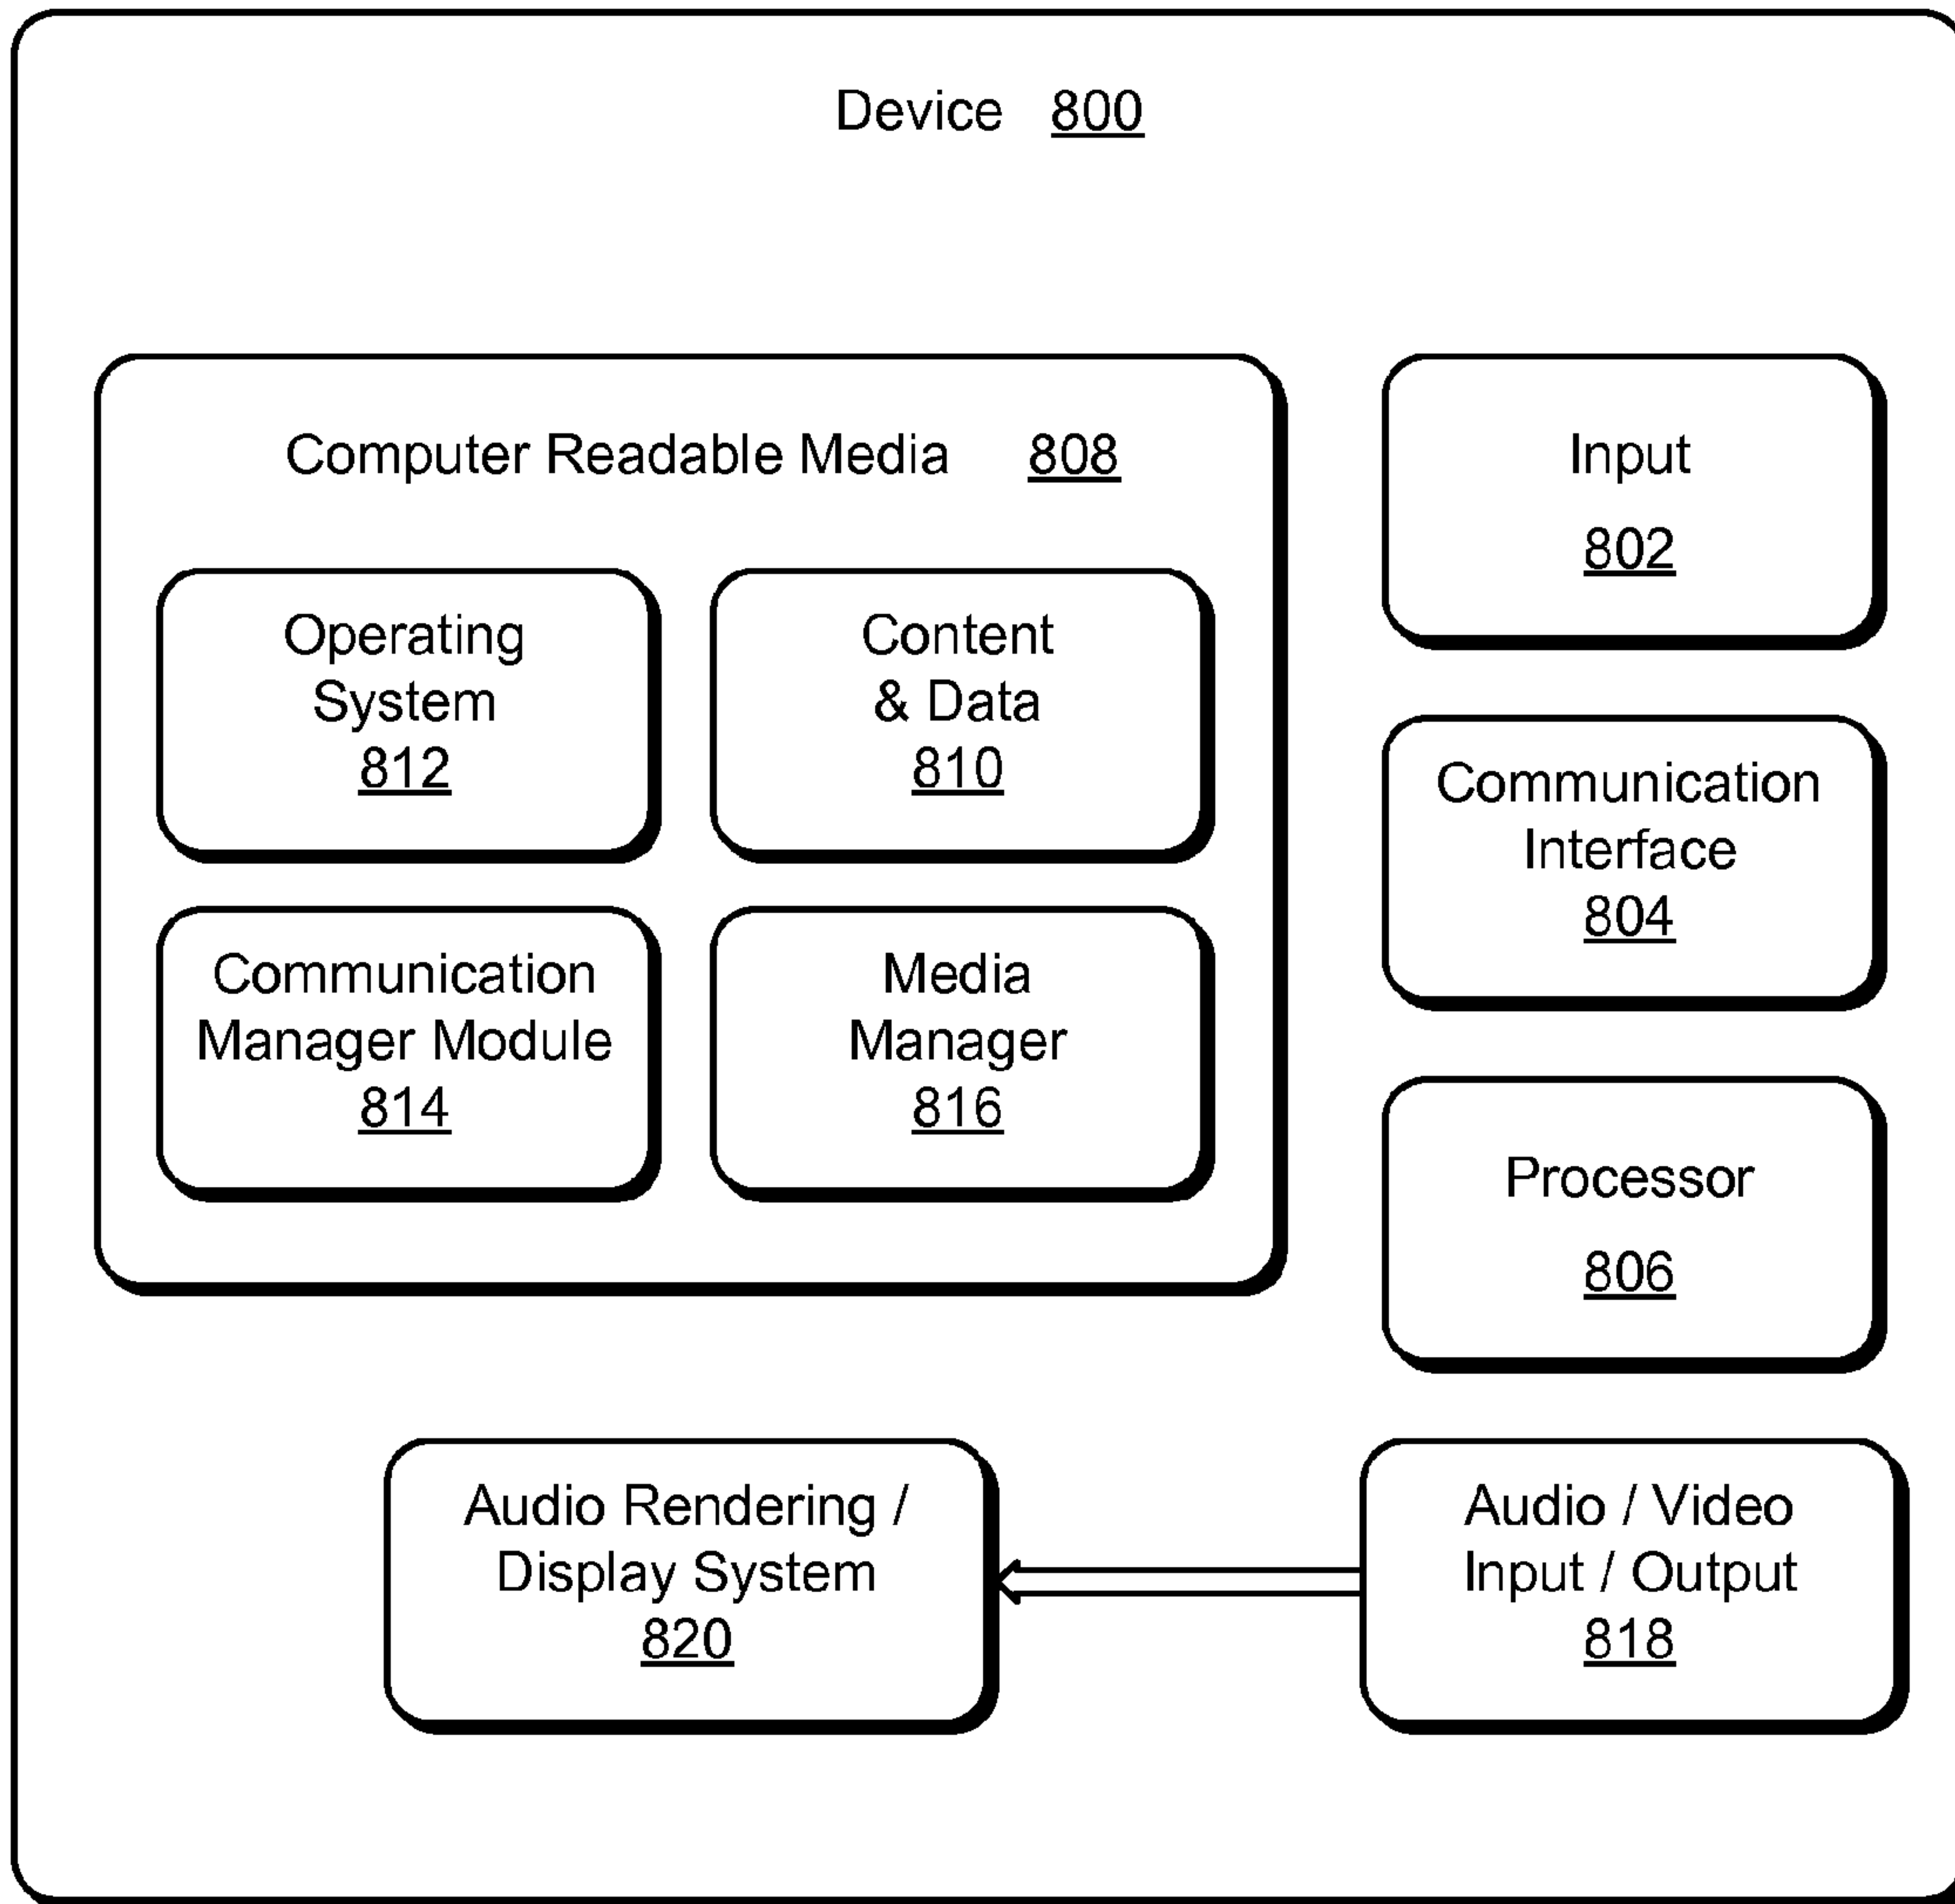 Device 800
Computer Readable Media 808
Operating
System
812
Content
& Data
810
Communication
Manager Module
814
Media
Manager
816
Input
802
Communication
Interface
804
Processor
806
Audio Rendering /
Display System
820
Audio / Video
Input / Output
818